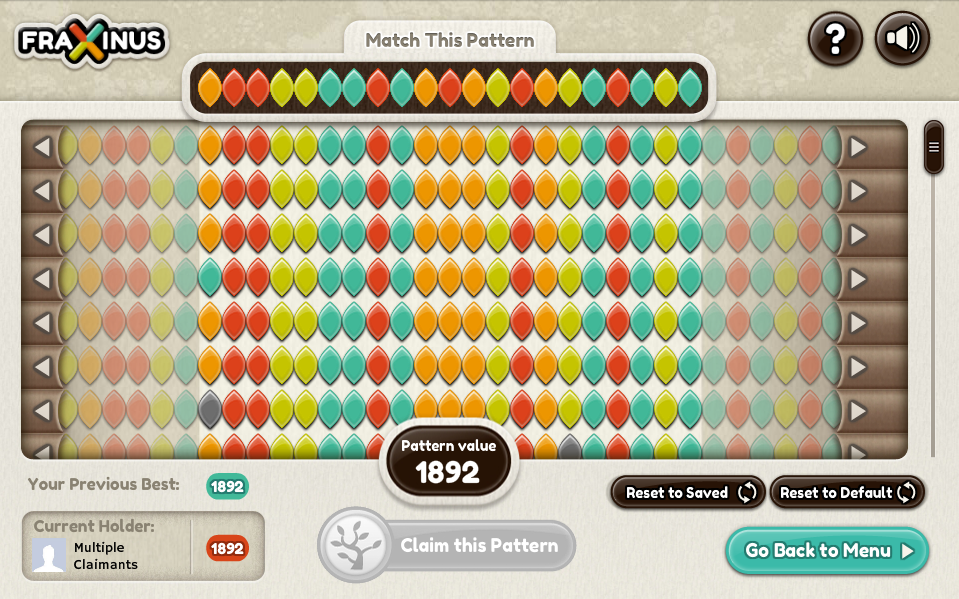 FRAXINUS
Match This Pattern
?
Pattern value
1892
Your Previous Best: 1892
Reset to Saved
Reset to Default
Current Holder:
Multiple
Claimants
1892
Claim this Pattern
Go Back to Menu